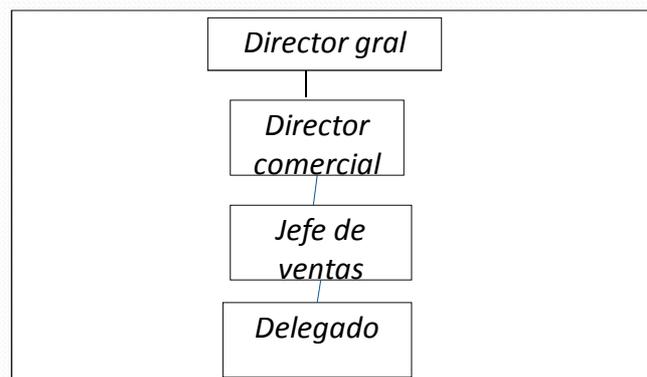 Director gral
Director
comercial
Jefe de
ventas
Delegado